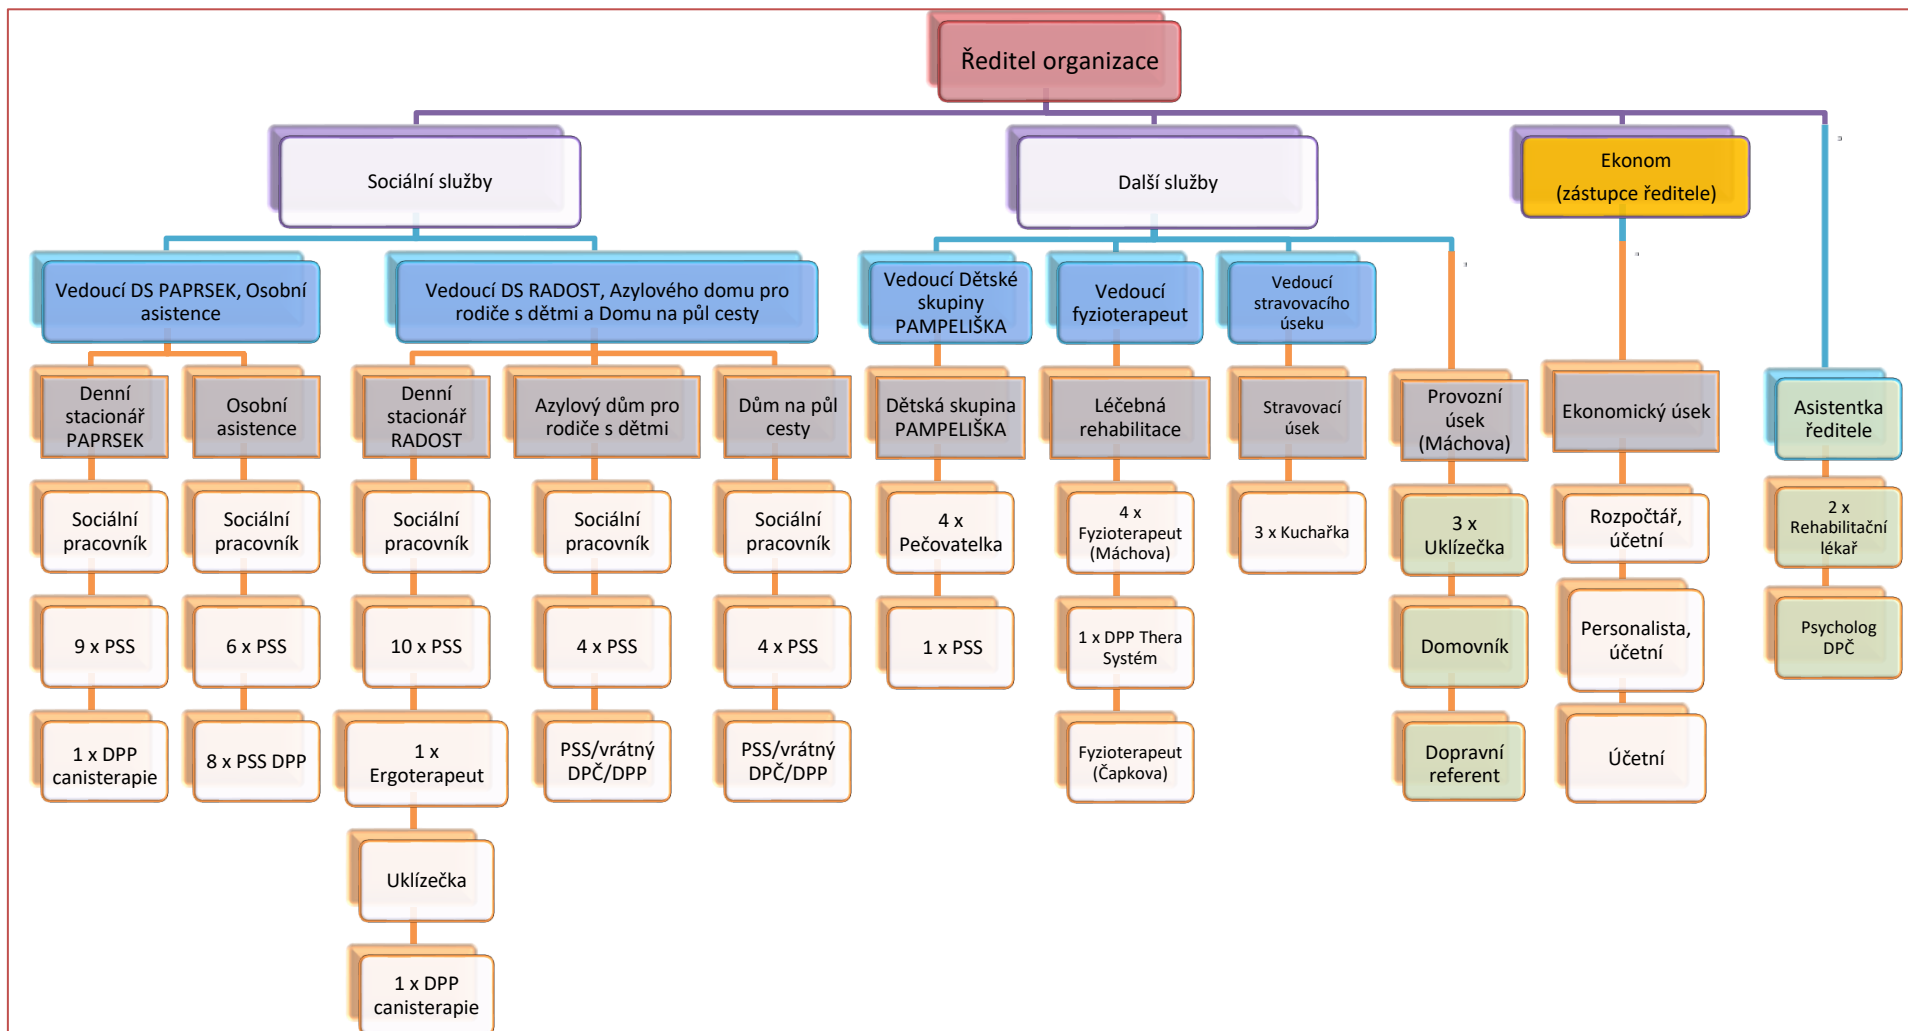 Ředitel organizace
Sociální služby
Další služby
Ekonom
(zástupce ředitele)
Vedoucí DS PAPRSEK, Osobní
asistence
Vedoucí DS RADOST, Azylového domu pro
rodiče s dětmi a Domu na půl cesty
Vedoucí Dětské
skupiny
PAMPELIŠKA
Vedoucí
fyzioterapeut
Vedoucí
stravovacího
úseku
Denní
stacionář
PAPRSEK
Osobní
asistence
Denní
stacionář
RADOST
Azylový dům pro
rodiče s dětmi
Dům na půl
cesty
Dětská skupina
PAMPELIŠKA
Léčebná
rehabilitace
Stravovací
úsek
Provozní
úsek
(Máchova)
Ekonomický úsek
Asistentka
ředitele
Sociální
pracovník
Sociální
pracovník
Sociální
pracovník
Sociální
pracovník
Sociální
pracovník
4 x
Pečovatelka
4 x
Fyzioterapeut
(Máchova)
3 x Kuchařka
3 x
Uklízečka
Rozpočtář,
účetní
2 x
Rehabilitační
lékař
9 x PSS
6 x PSS
10 x PSS
4 x PSS
4 x PSS
1 x PSS
1 x DPP Thera
Systém
Domovník
Personalista,
účetní
Psycholog
DPČ
1 x DPP
canisterapie
8 x PSS DPP
1 x
Ergoterapeut
PSS/vrátný
DPČ/DPP
PSS/vrátný
DPČ/DPP
Fyzioterapeut
(Čapkova)
Dopravní
referent
Účetní
Uklízečka
1 x DPP
canisterapie